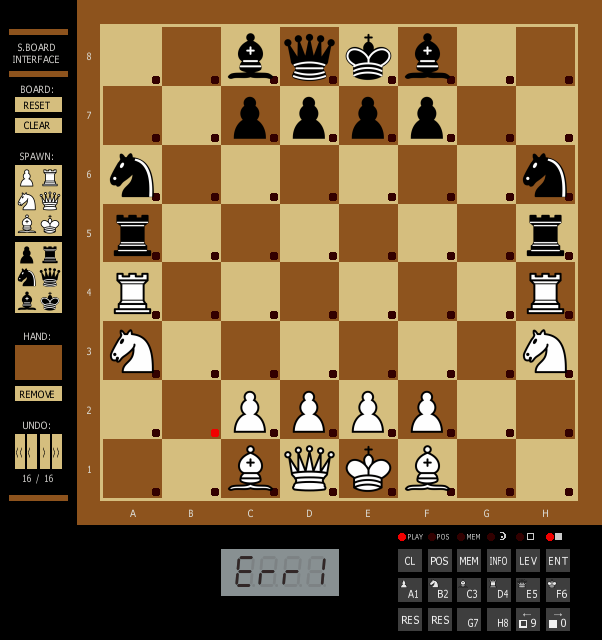 S.BOARD
INTERFACE
BOARD:
RESET
CLEAR
SPAWN:
HAND:
REMOVE
UNDO:
16 / 16
8
7
6
5
4
3
2
1
A B C D E F G H
Err1
PLAY POS MEM
CL POS MEM INFO LEV ENT
A1 B2 C3 D4 E5 F6
RES RES G7 H8 9 0